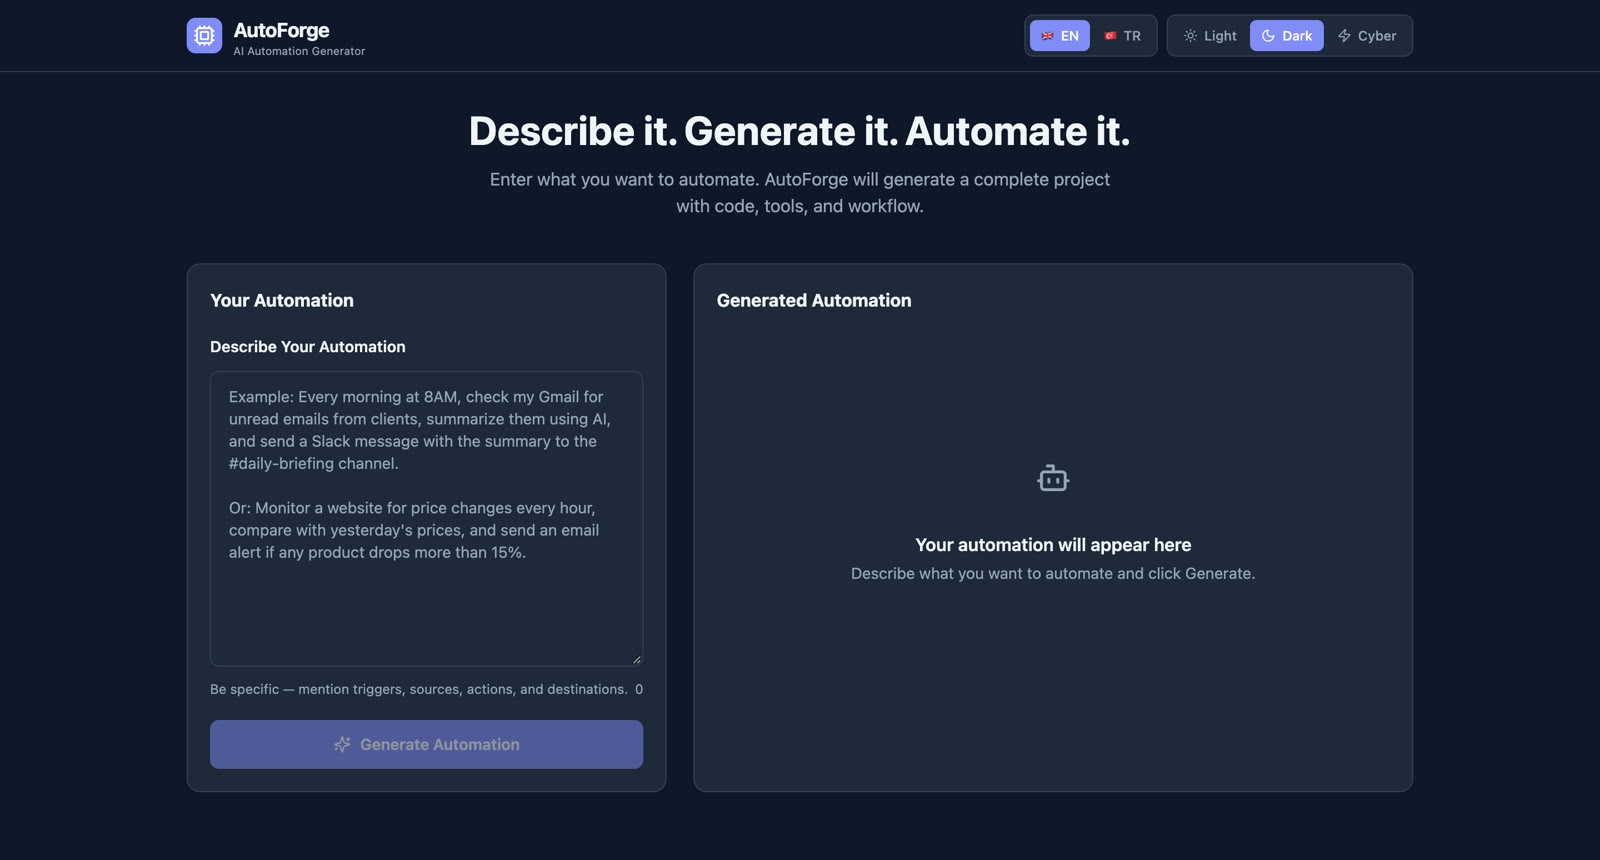 AutoForge
AI Automation Generator
EN
TR
Light
Dark
Cyber
Describe it. Generate it. Automate it.
Enter what you want to automate. AutoForge will generate a complete project
with code, tools, and workflow.
Your Automation
Describe Your Automation
Example: Every morning at 8AM, check my Gmail for
unread emails from clients, summarize them using AI,
and send a Slack message with the summary to the
#daily-briefing channel.
Or: Monitor a website for price changes every hour,
compare with yesterday's prices, and send an email
alert if any product drops more than 15%.
Be specific — mention triggers, sources, actions, and destinations. 0
Generate Automation
Generated Automation
Your automation will appear here
Describe what you want to automate and click Generate.